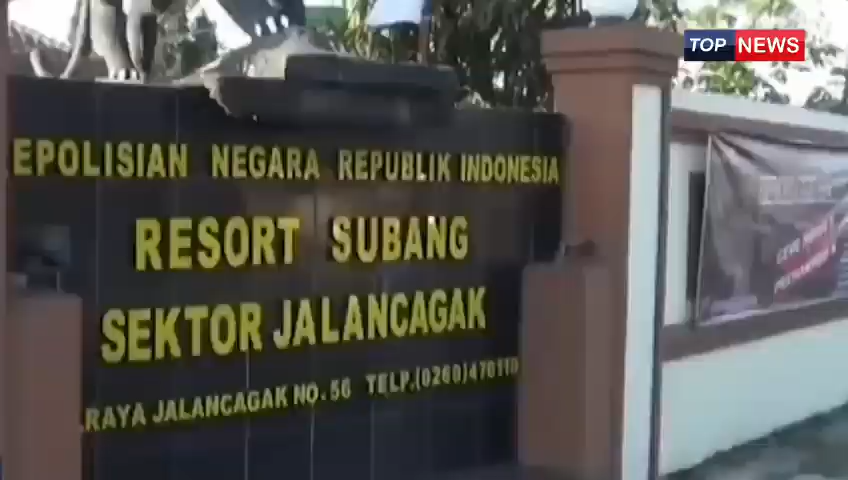 TOP NEWS
EPOLISIAN NEGARA REPUBLIK INDONESIA
RESORT SUBANG
SEKTOR JALANCAGAK
RAYA JALANCAGAK NO. 56 TELP.(0260)470110